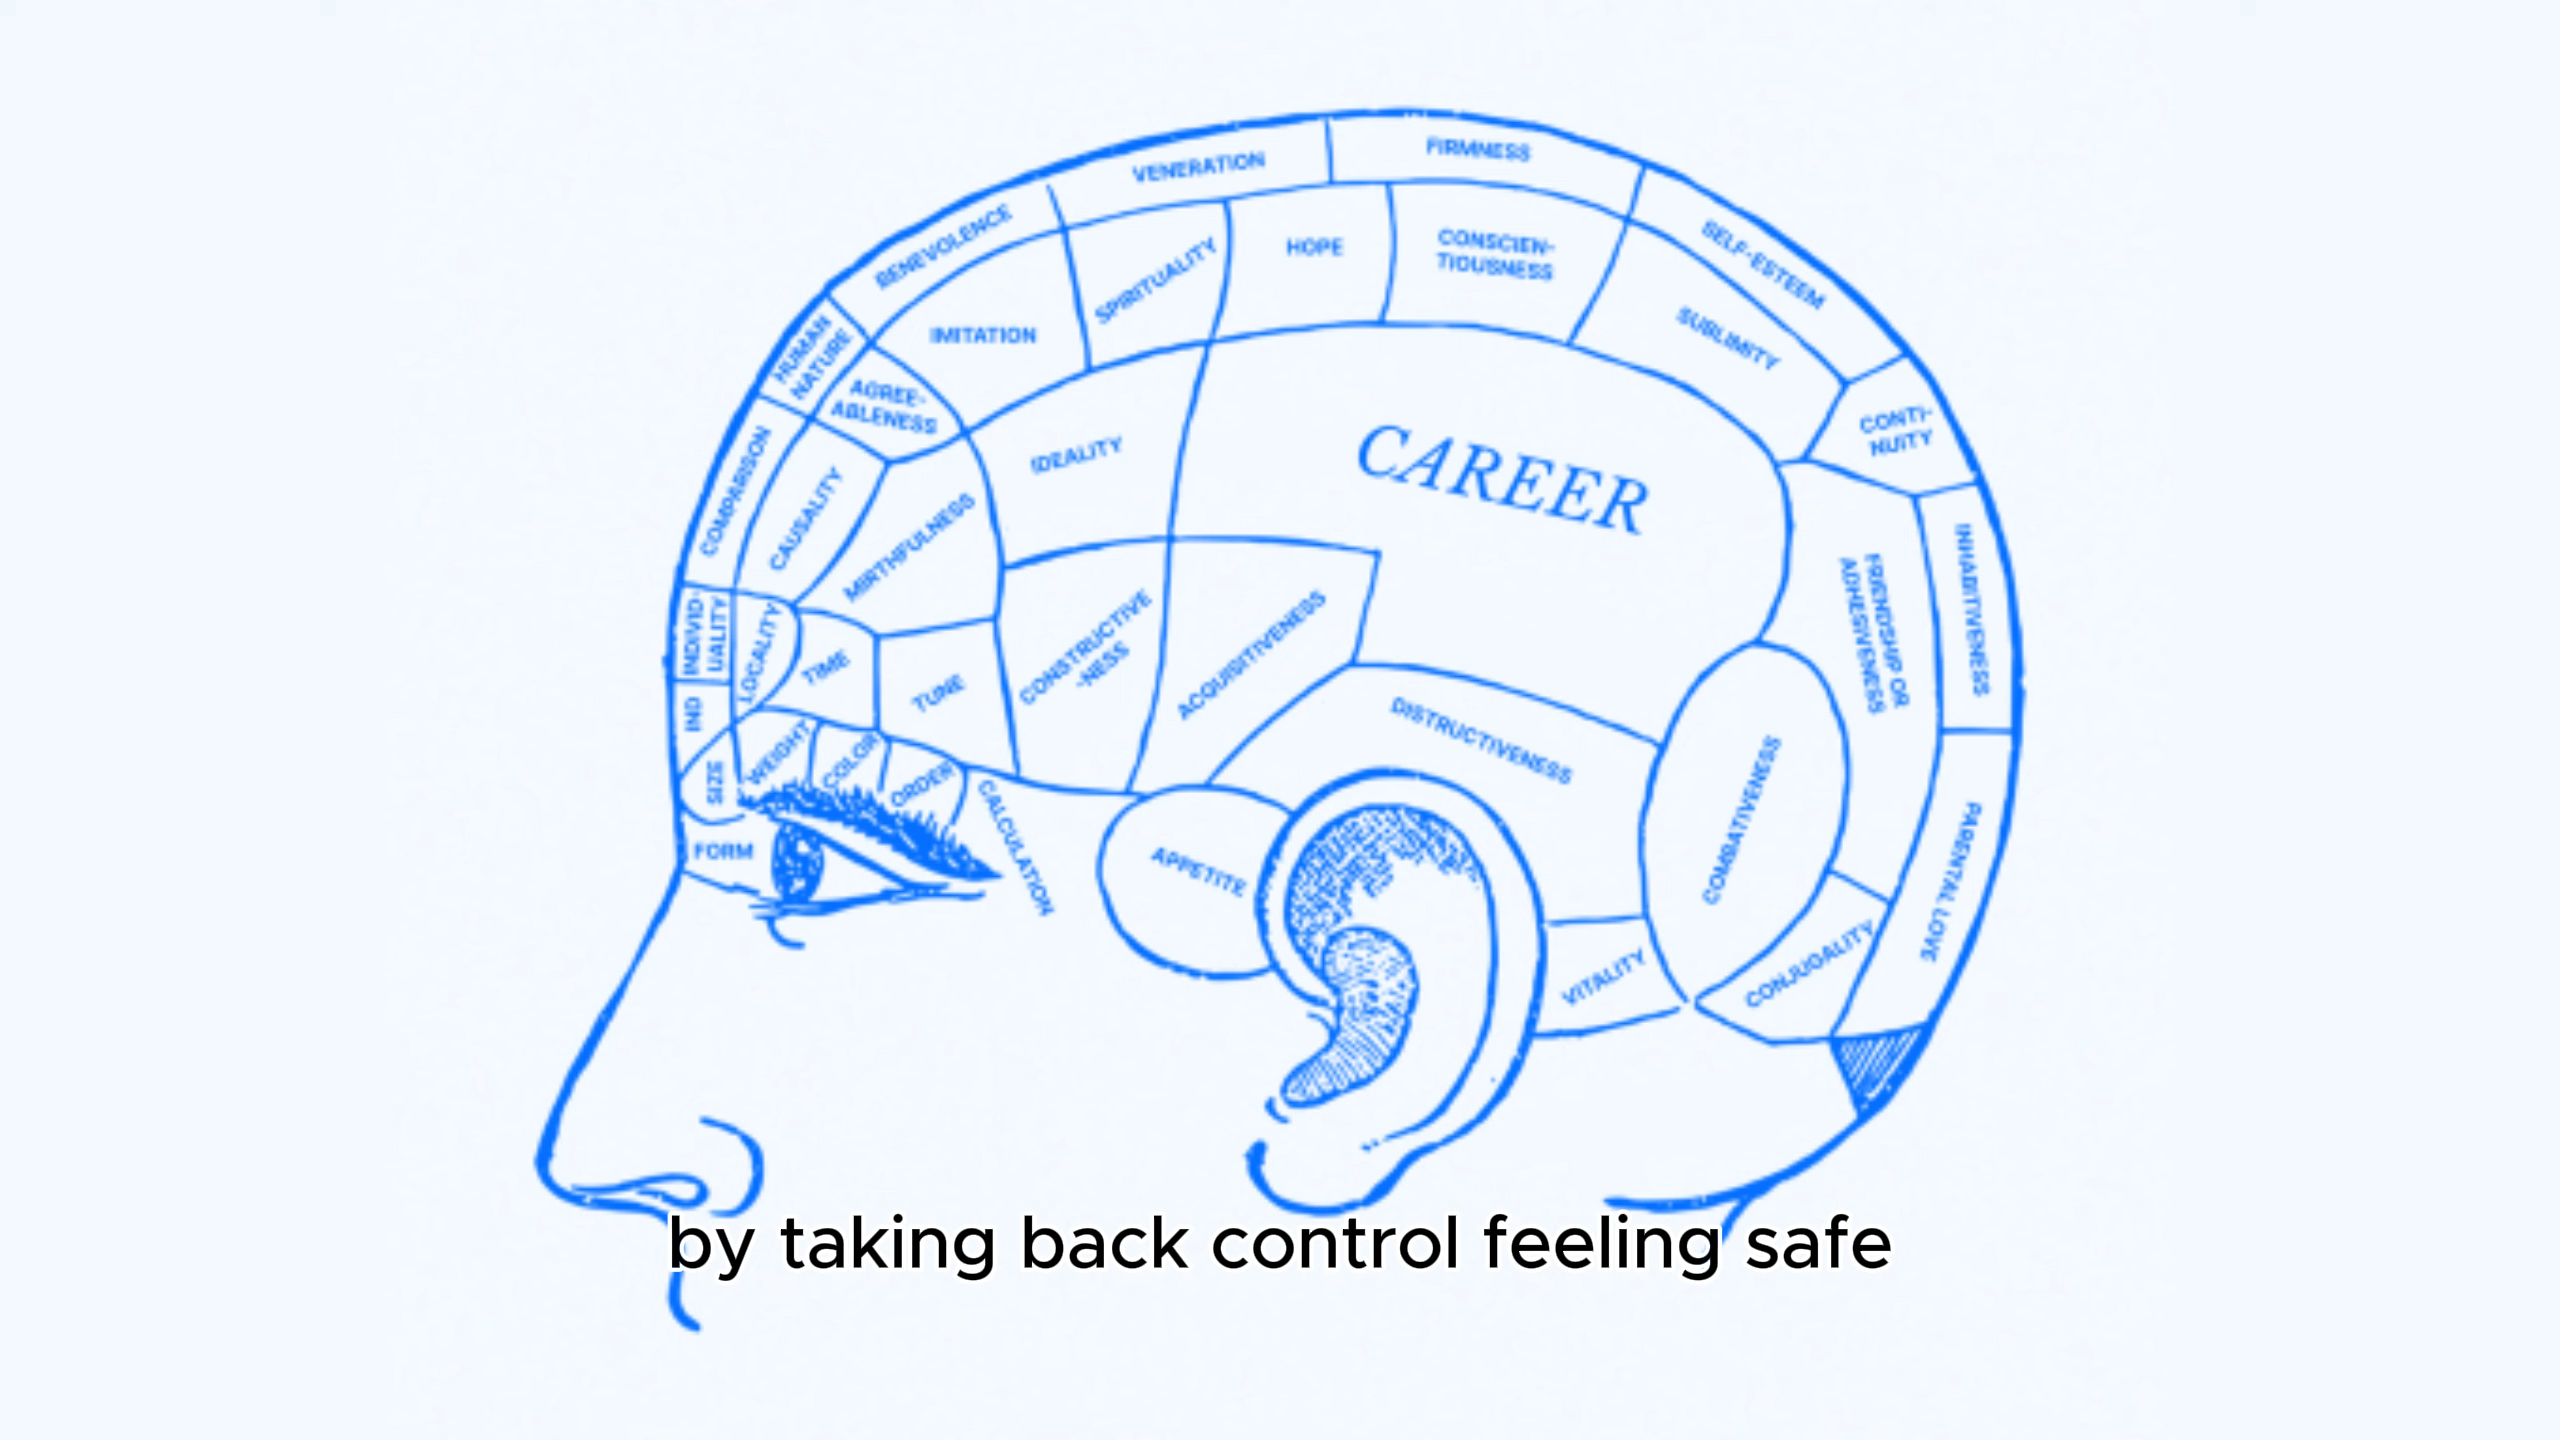 VENERATION
FIRMNESS
BENEVOLENCE
SPIRITUALITY
HOPE
CONSCIEN-
TIOUSNESS
SELF-ESTEEM
SUBLIMITY
IMITATION
HUMAN
NATURE
AGREE-
ABLENESS
CONTI-
NUITY
IDEALITY
CAREER
COMPARISON
CAUSALITY
MIRTHFULNESS
INHABITIVENESS
FRIENDSHIP OR
ADHESIVENESS
INDIVID-
UALITY
LOCALITY
TIME
TUNE
CONSTRUCTIVE
-NESS
ACQUISITIVENESS
DISTRUCTIVENESS
COMBATIVENESS
IND
SIZE
WEIGHT
COLOR
ORDER
CALCULATION
FORM
APPETITE
VITALITY
CONJUGALITY
PARENTAL LOVE
by taking back control feeling safe